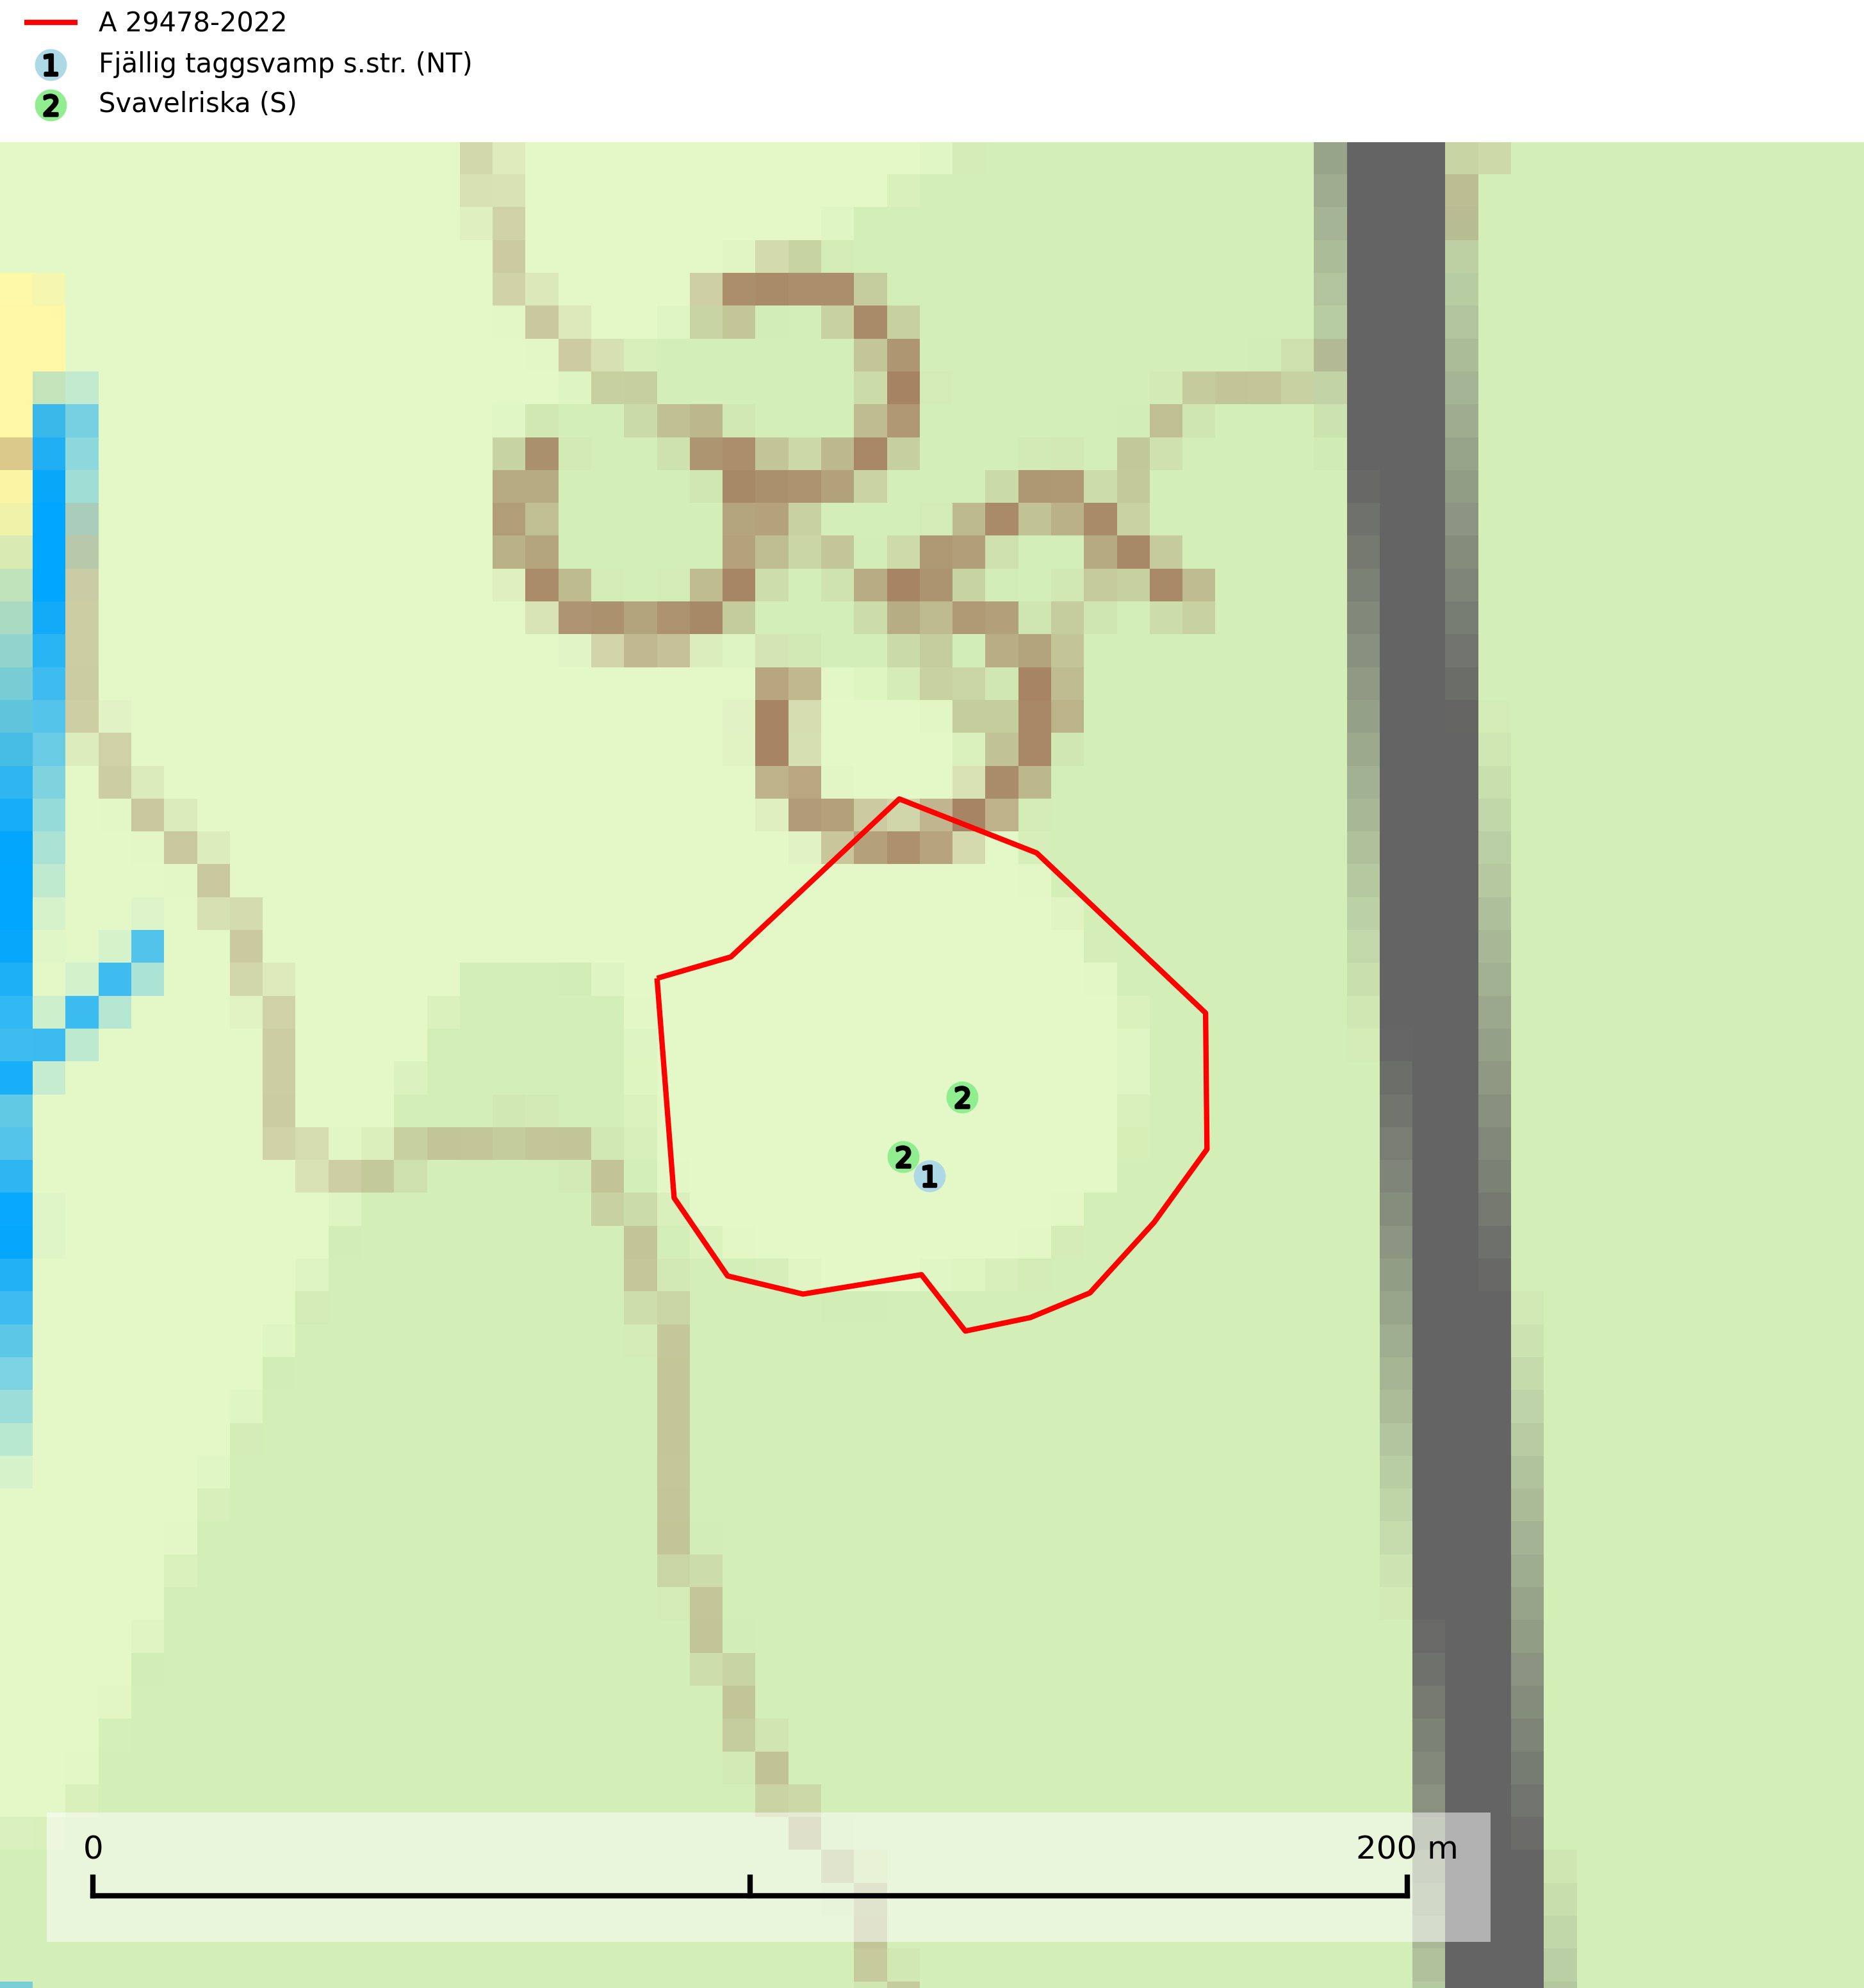 A 29478-2022
1 Fjällig taggsvamp s.str. (NT)
2 Svavelriska (S)
2
2
1
0 200 m